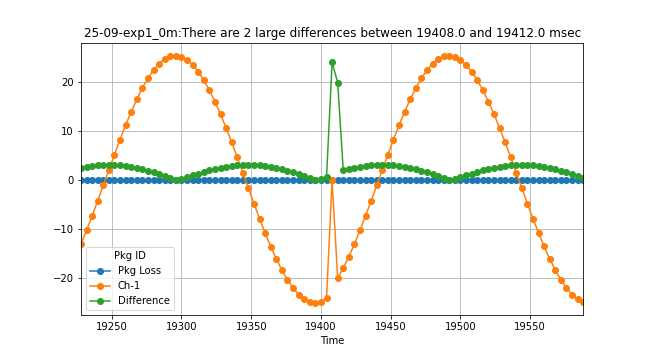 25-09-exp1_0m:There are 2 large differences between 19408.0 and 19412.0 msec
20
10
0
−10
−20
Pkg ID
Pkg Loss
Ch-1
Difference
19250 19300 19350 19400 19450 19500 19550
Time